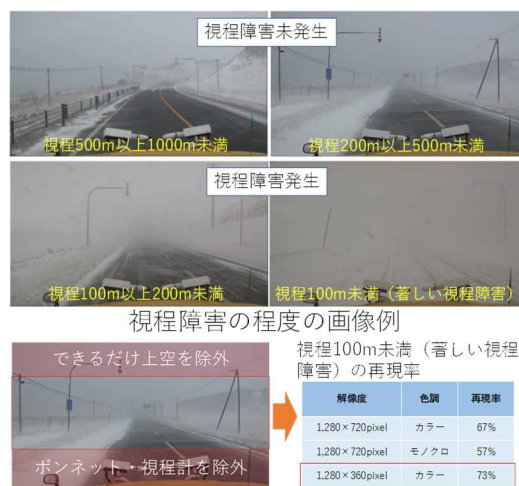 視程障害未発生
視程500m以上1000m未満
視程200m以上500m未満
視程障害発生
視程100m以上200m未満
視程100m未満（著しい視程障害）
視程障害の程度の画像例
できるだけ上空を除外
ボンネット・視程計を除外
視程100m未満（著しい視程
障害）の再現率
解像度 色調 再現率
1,280×720pixel カラー 67%
1,280×720pixel モノクロ 57%
1,280×360pixel カラー 73%